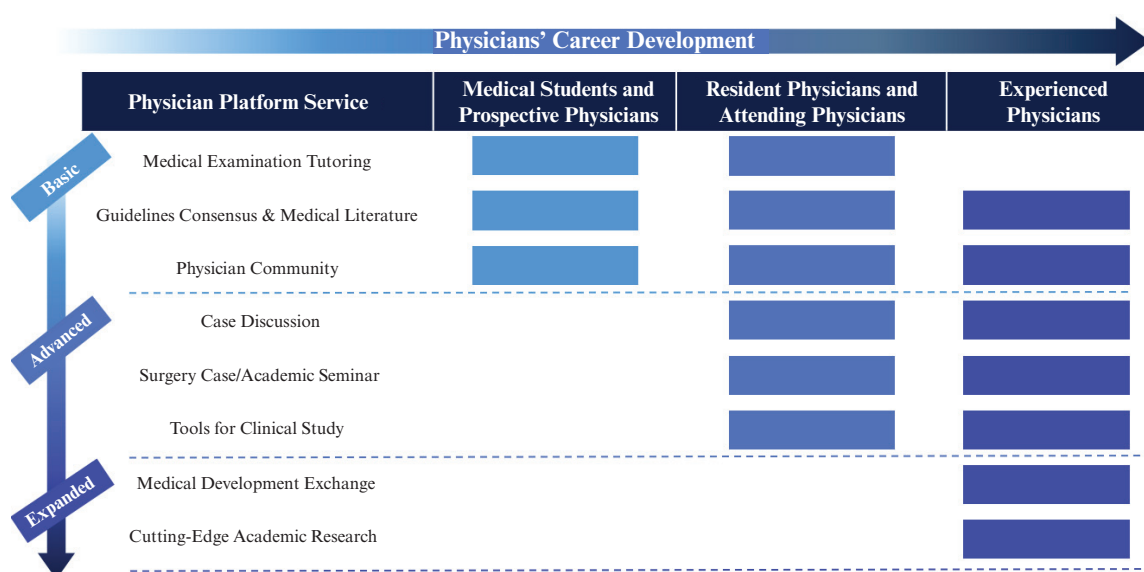 Physicians’ Career Development
Physician Platform Service
Medical Students and
Prospective Physicians
Resident Physicians and
Attending Physicians
Experienced
Physicians
Basic
Medical Examination Tutoring
Guidelines Consensus & Medical Literature
Physician Community
Advanced
Case Discussion
Surgery Case/Academic Seminar
Tools for Clinical Study
Expanded
Medical Development Exchange
Cutting-Edge Academic Research